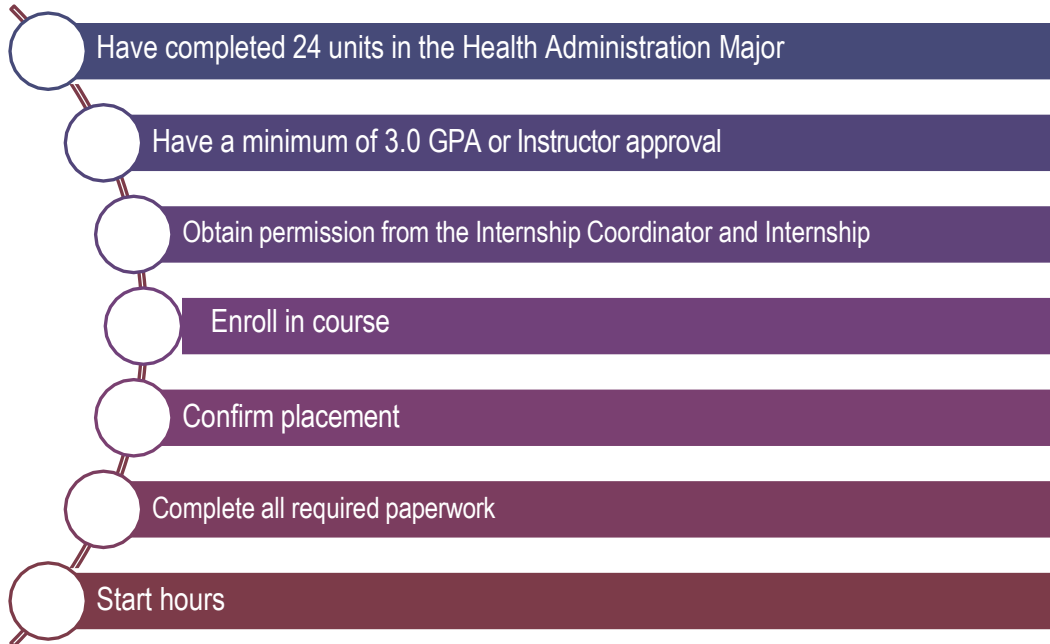 Have completed 24 units in the Health Administration Major
Have a minimum of 3.0 GPA or Instructor approval
Obtain permission from the Internship Coordinator and Internship
Enroll in course
Confirm placement
Complete all required paperwork
Start hours